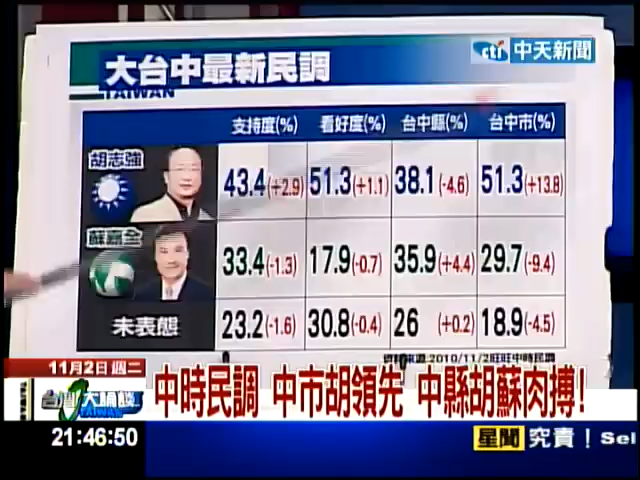 cti 中天新聞
大台中最新民調
TAIWAN
支持度(%) 看好度(%) 台中縣(%) 台中市(%)
胡志強 43.4(+2.9) 51.3(+1.1) 38.1(-4.6) 51.3(+13.8)
蘇嘉全 33.4(-1.3) 17.9(-0.7) 35.9(+4.4) 29.7(-9.4)
未表態 23.2(-1.6) 30.8(-0.4) 26 (+0.2) 18.9(-4.5)
資料來源:2010/11/2旺旺中時民調
11月2日 週二
中時民調 中市胡領先 中縣胡蘇肉搏!
台灣大論談
TAIWAN
21:46:50
星聞 究責！Sel